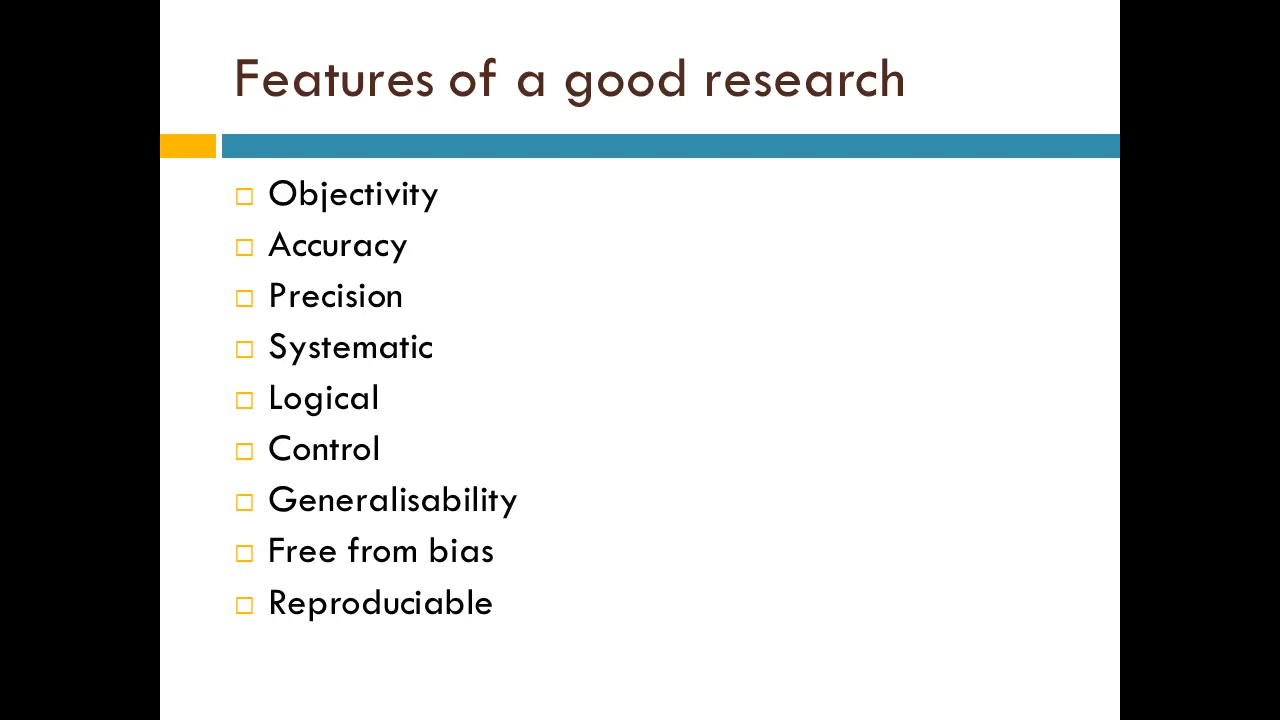 Features of a good research
Objectivity
Accuracy
Precision
Systematic
Logical
Control
Generalisability
Free from bias
Reproduciable